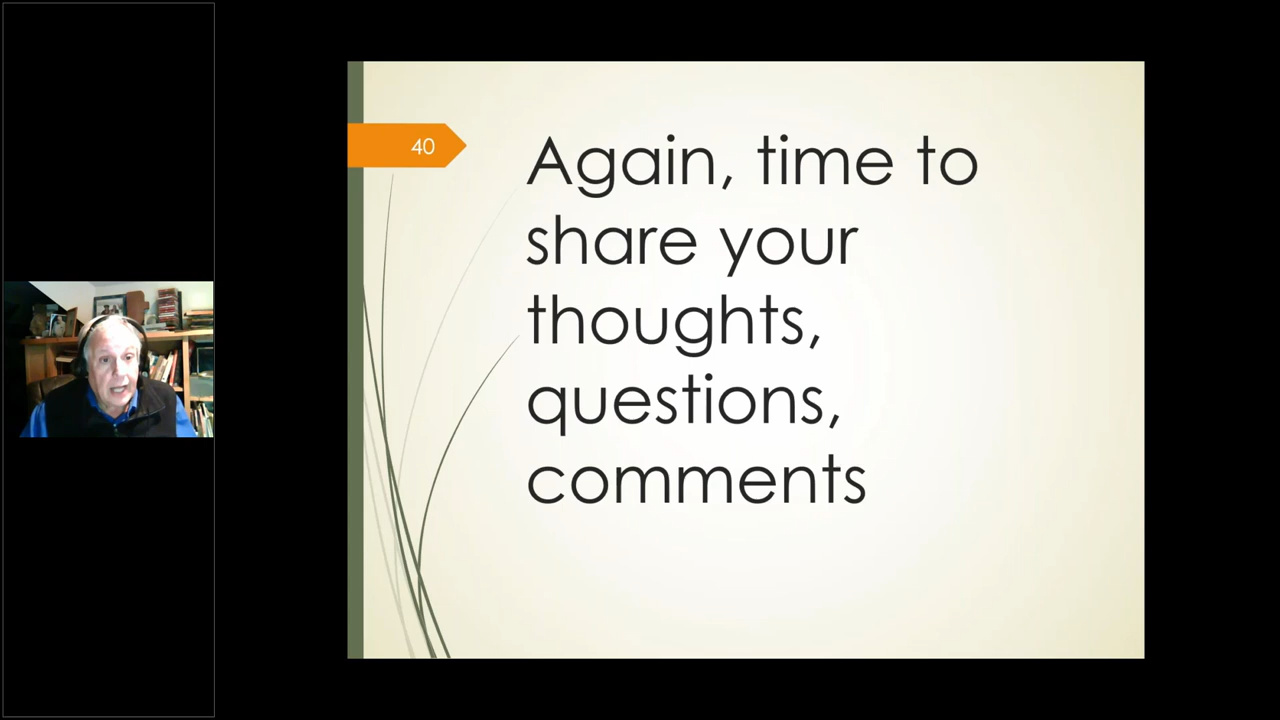 40
Again, time to
share your
thoughts,
questions,
comments